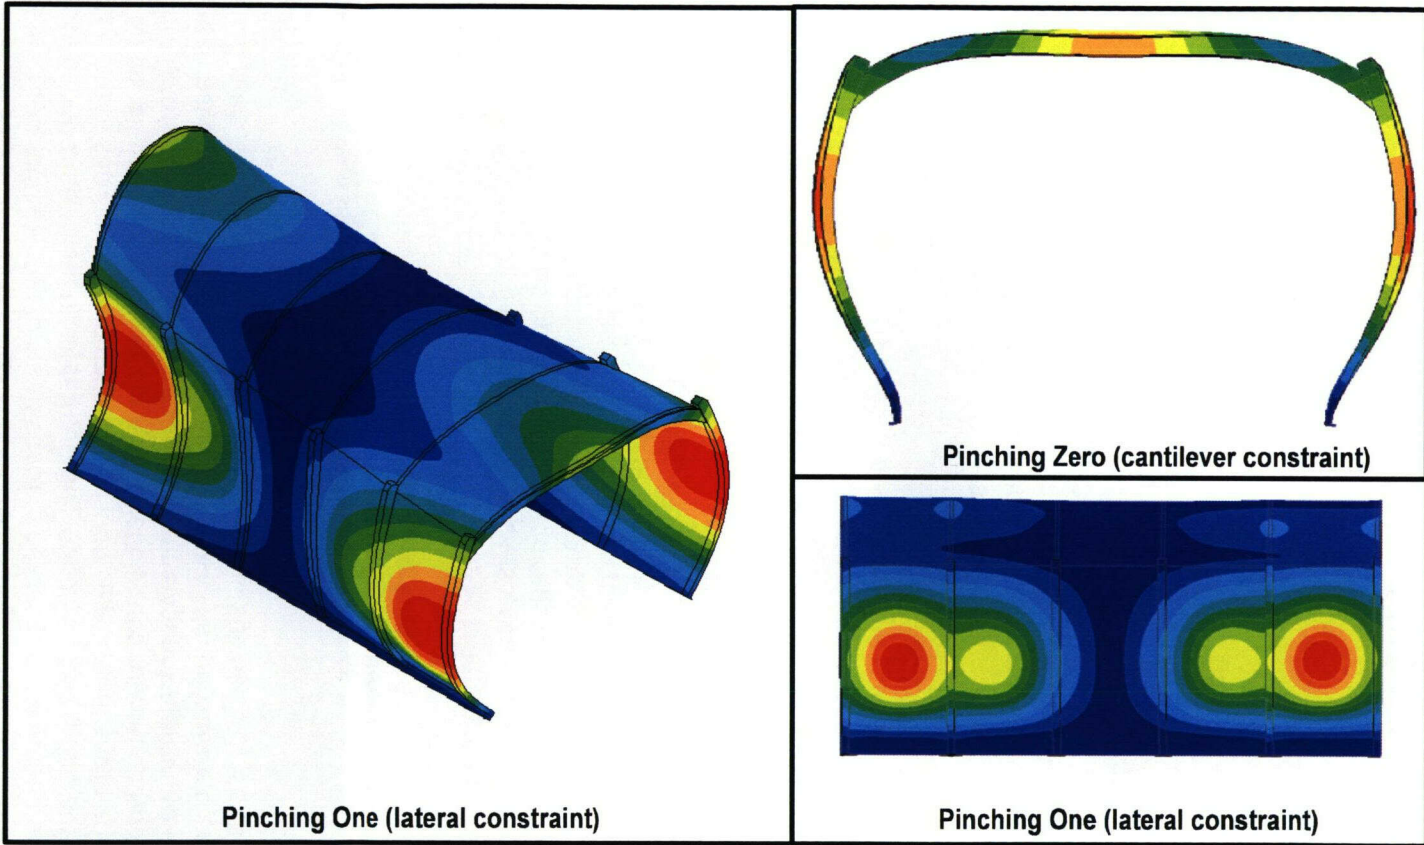 Pinching One (lateral constraint)
Pinching Zero (cantilever constraint)
Pinching One (lateral constraint)